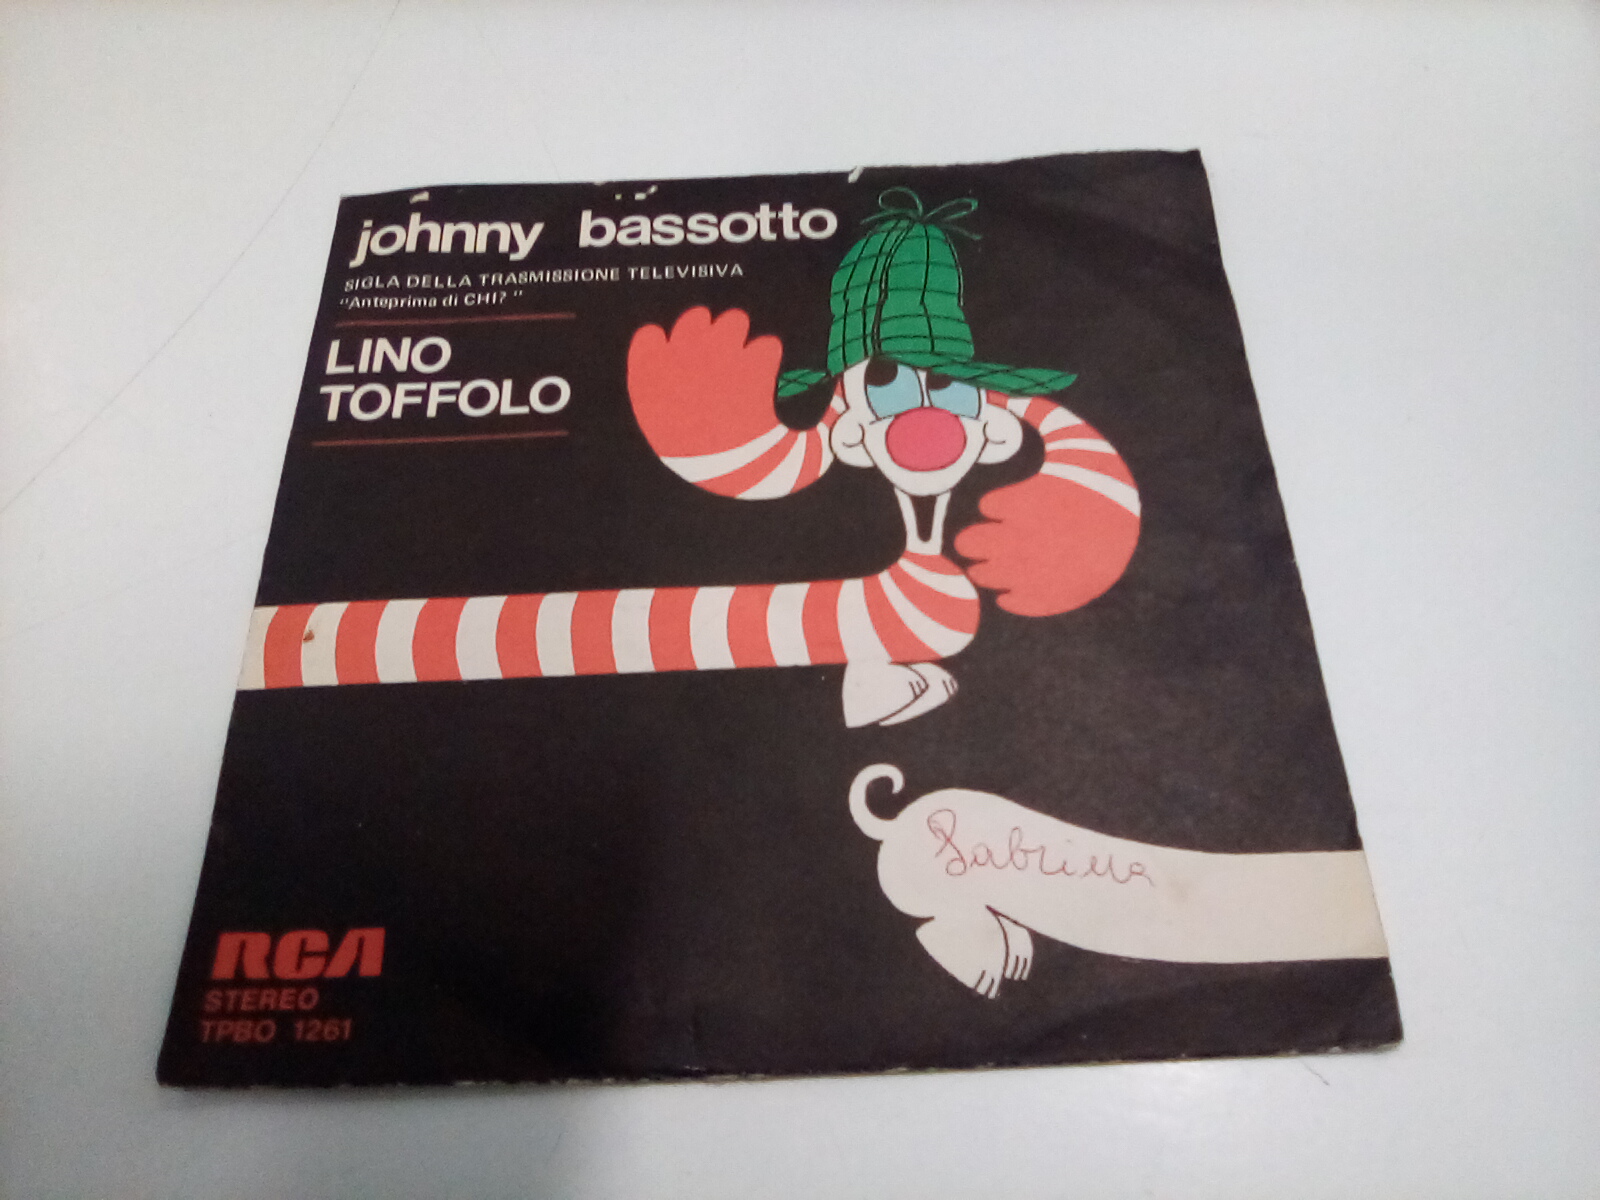 johnny bassotto
SIGLA DELLA TRASMISSIONE TELEVISIVA
"Anteprima di CHI?"
LINO
TOFFOLO
Sabrina
RCA
STEREO
TPBO 1261